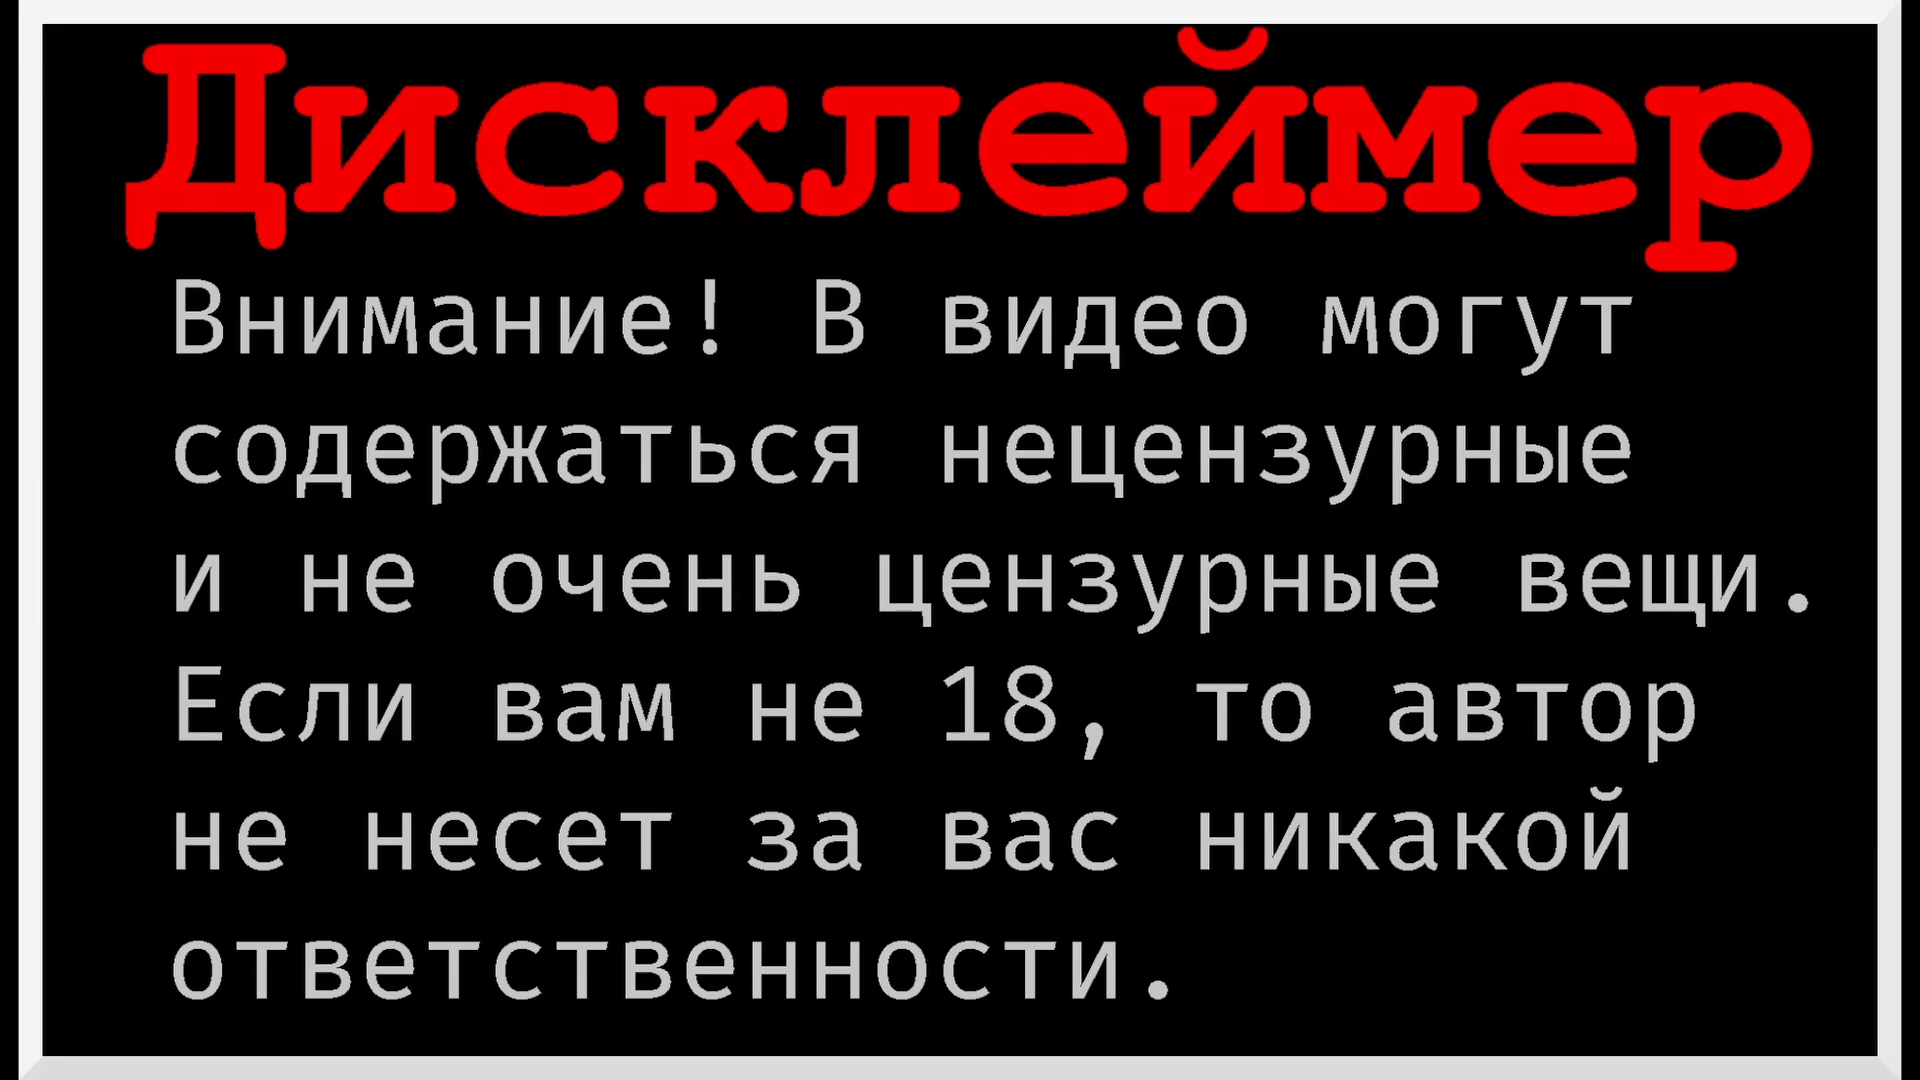 Дисклеймер
Внимание! В видео могут
содержаться нецензурные
и не очень цензурные вещи.
Если вам не 18, то автор
не несет за вас никакой
ответственности.